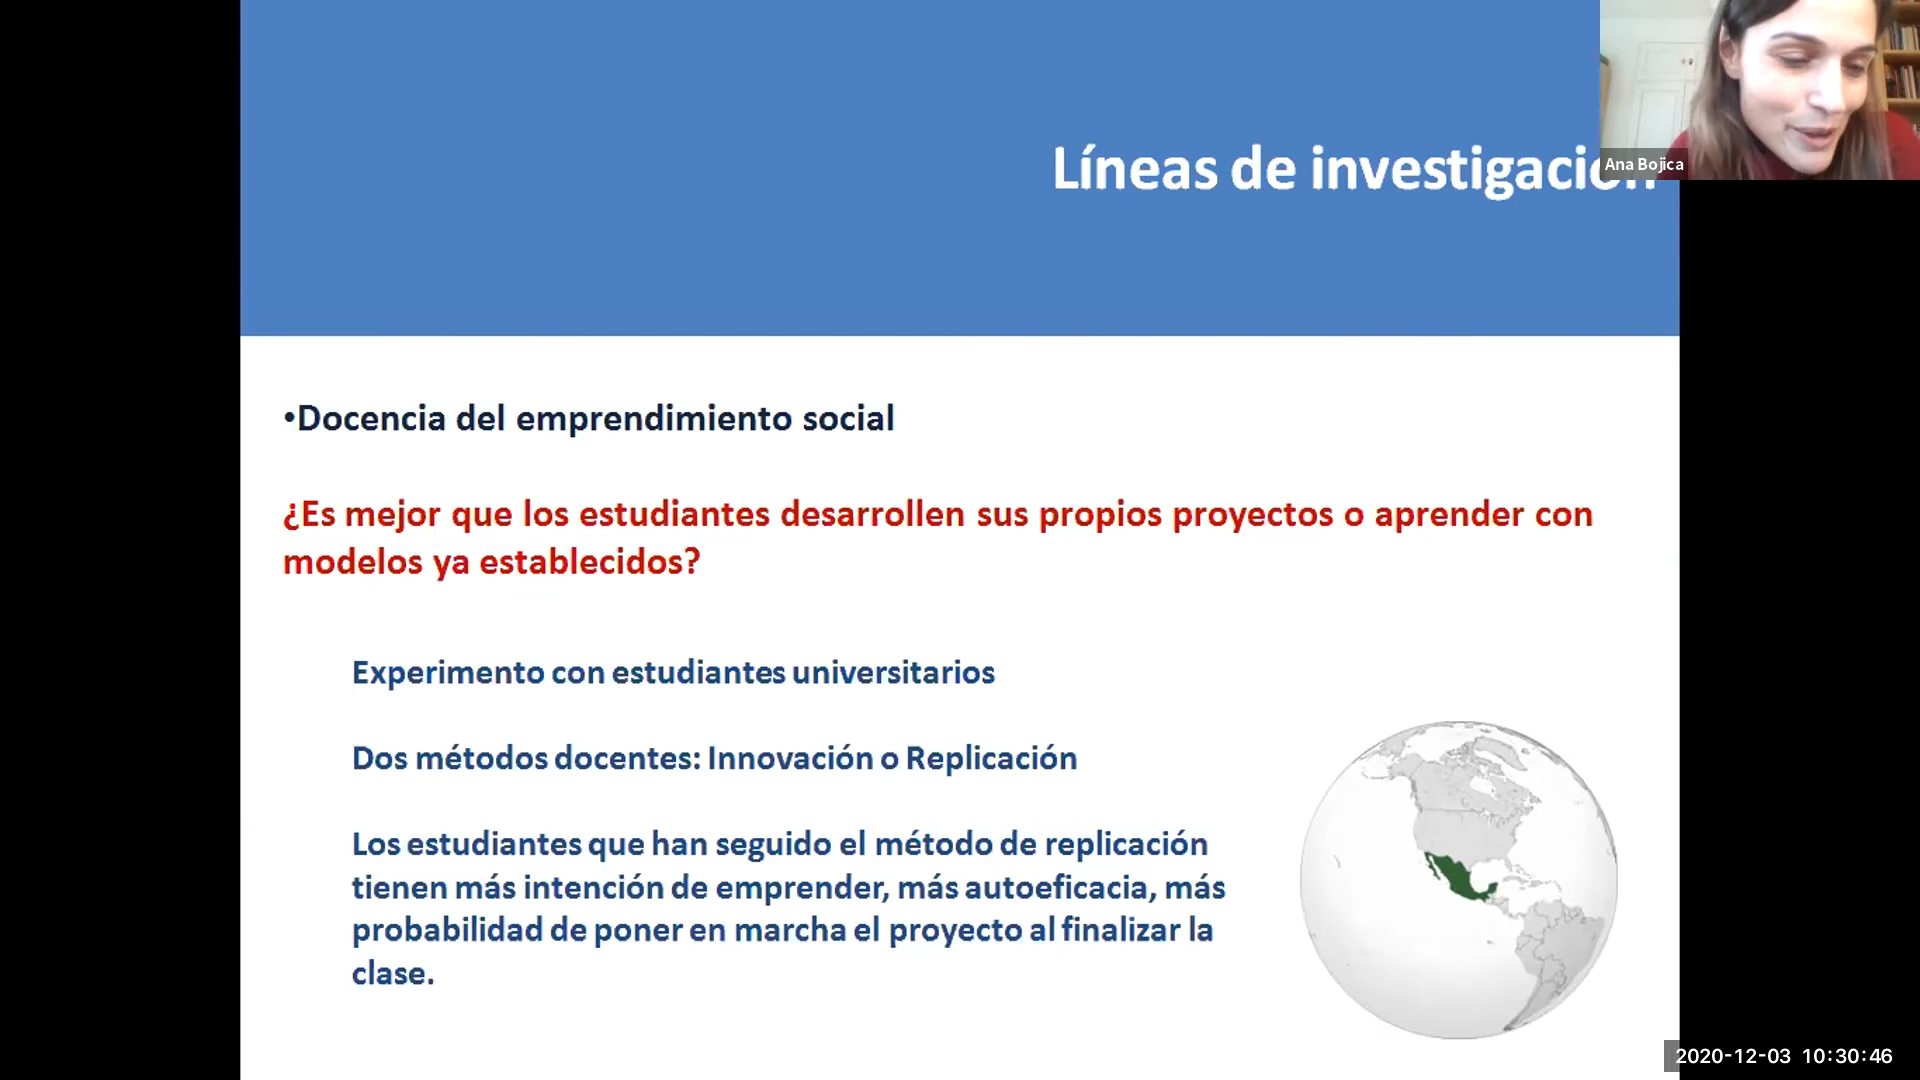 Líneas de investigación
Ana Bojica
•Docencia del emprendimiento social
¿Es mejor que los estudiantes desarrollen sus propios proyectos o aprender con
modelos ya establecidos?
Experimento con estudiantes universitarios
Dos métodos docentes: Innovación o Replicación
Los estudiantes que han seguido el método de replicación
tienen más intención de emprender, más autoeficacia, más
probabilidad de poner en marcha el proyecto al finalizar la
clase.
2020-12-03 10:30:46